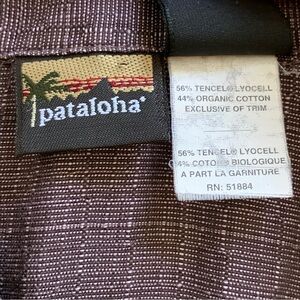 pataloha®
56% TENCEL® LYOCELL
44% ORGANIC COTTON
EXCLUSIVE OF TRIM
56% TENCEL® LYOCELL
4% COTON BIOLOGIQUE
A PART LA GARNITURE
RN: 51884